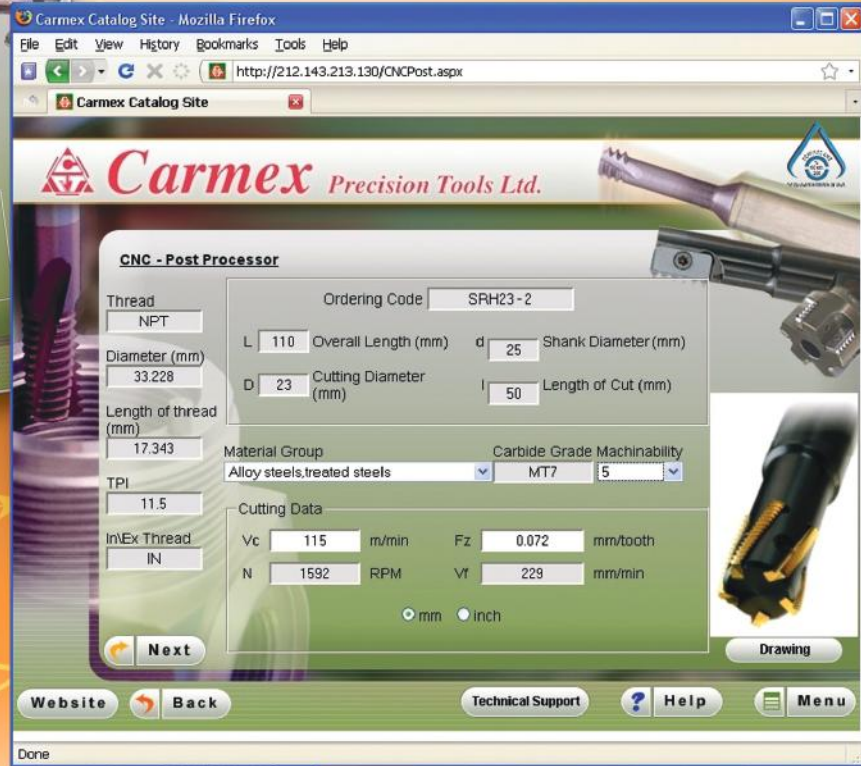 Carmex Catalog Site - Mozilla Firefox
File Edit View History Bookmarks Tools Help
http://212.143.213.130/CNCPost.aspx
Carmex Catalog Site
Carmex Precision Tools Ltd.
CNC - Post Processor
Thread
NPT
Diameter (mm)
33.228
Length of thread
(mm)
17.343
TPI
11.5
In\Ex Thread
IN
Ordering Code SRH23-2
L 110 Overall Length (mm) d 25 Shank Diameter (mm)
D 23 Cutting Diameter
(mm)
l 50 Length of Cut (mm)
Material Group Carbide Grade Machinability
Alloy steels,treated steels MT7 5
Cutting Data
Vc 115 m/min Fz 0.072 mm/tooth
N 1592 RPM Vf 229 mm/min
mm inch
Next
Drawing
Website Back Technical Support ? Help Menu
Done